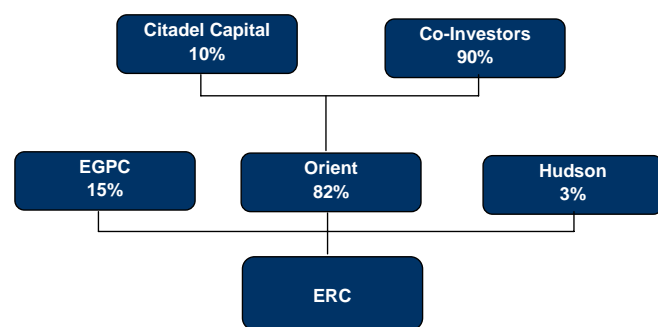 Citadel Capital
10%
Co-Investors
90%
EGPC
15%
Orient
82%
Hudson
3%
ERC